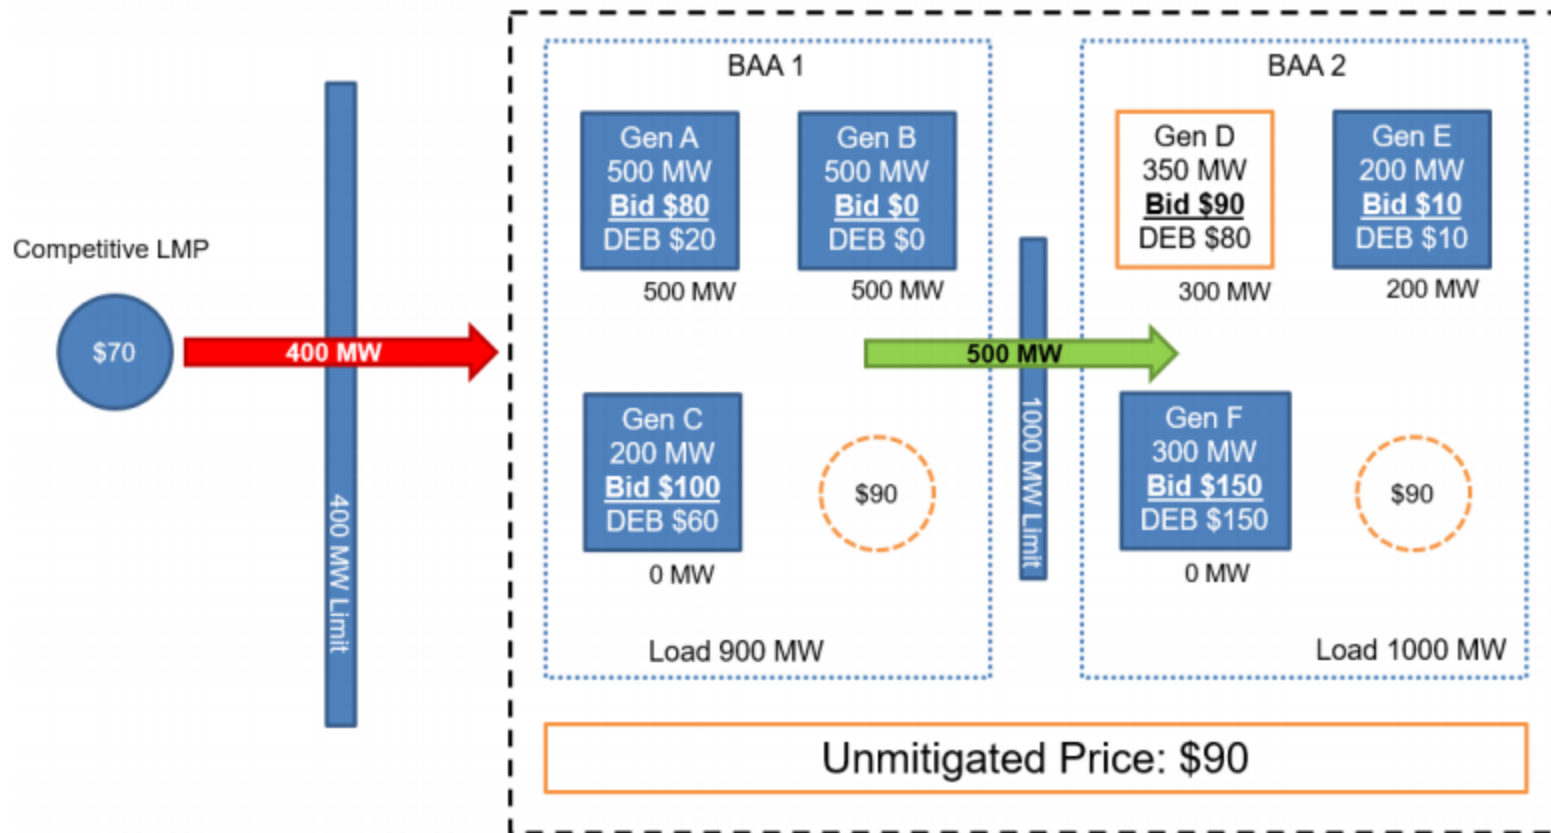 BAA 1
BAA 2
Gen A
500 MW
Bid $80
DEB $20
500 MW
Gen B
500 MW
Bid $0
DEB $0
500 MW
Gen D
350 MW
Bid $90
DEB $80
300 MW
Gen E
200 MW
Bid $10
DEB $10
200 MW
Competitive LMP
$70
400 MW
400 MW Limit
500 MW
1000 MW Limit
Gen C
200 MW
Bid $100
DEB $60
0 MW
$90
Gen F
300 MW
Bid $150
DEB $150
0 MW
$90
Load 900 MW
Load 1000 MW
Unmitigated Price: $90